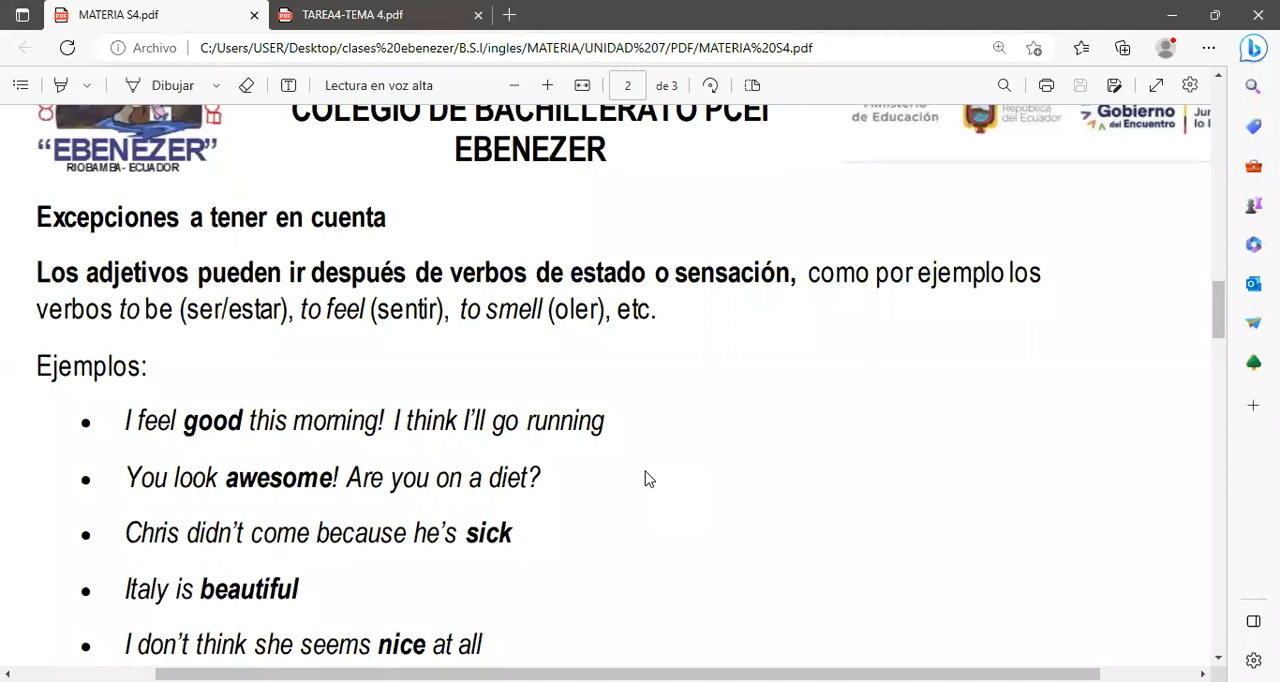 MATERIA S4.pdf
TAREA4-TEMA 4.pdf
Archivo
C:/Users/USER/Desktop/clases%20ebenezer/B.S.I/ingles/MATERIA/UNIDAD%207/PDF/MATERIA%20S4.pdf
Dibujar
Lectura en voz alta
2
de 3
COLEGIO DE BACHILLERATO PCEI
EBENEZER
"EBENEZER"
RIOBAMBA - ECUADOR
Ministerio
de Educación
República
del Ecuador
Gobierno
del Encuentro
Jun
lo l
Excepciones a tener en cuenta
Los adjetivos pueden ir después de verbos de estado o sensación, como por ejemplo los
verbos to be (ser/estar), to feel (sentir), to smell (oler), etc.
Ejemplos:
• I feel good this morning! I think I'll go running
• You look awesome! Are you on a diet?
• Chris didn't come because he's sick
• Italy is beautiful
• I don't think she seems nice at all